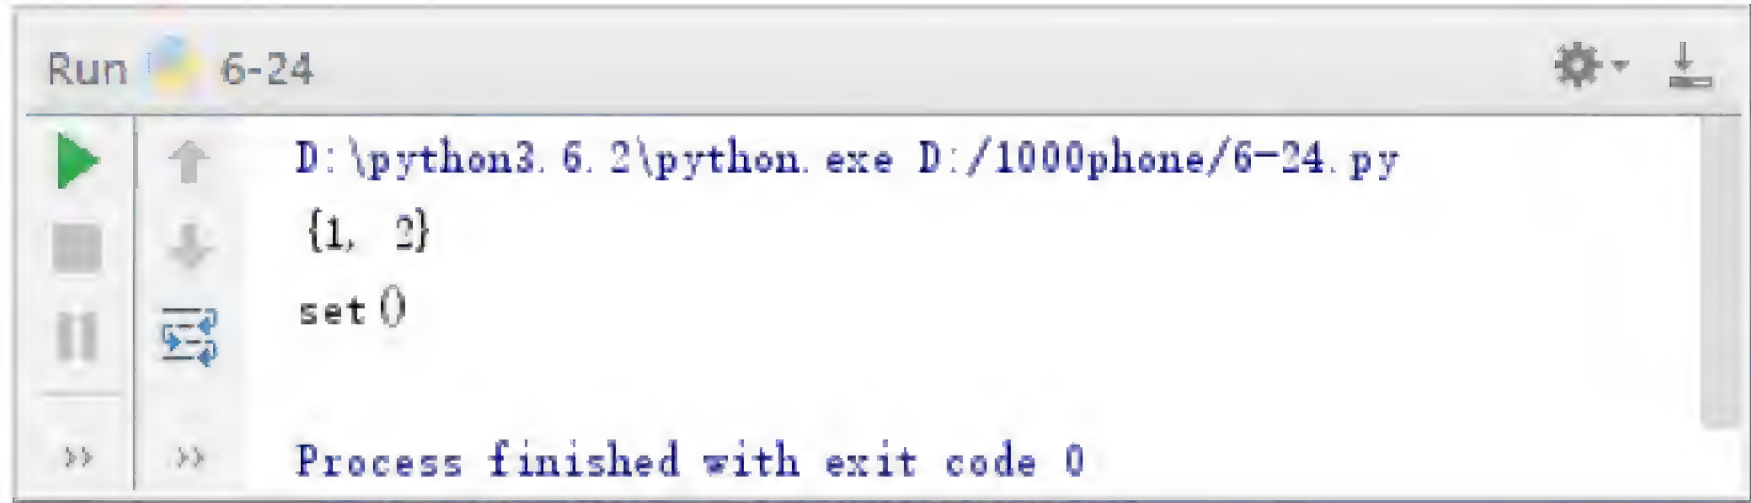 Run 6-24
D:\python3.6.2\python.exe D:/1000phone/6-24.py
{1, 2}
set()
Process finished with exit code 0